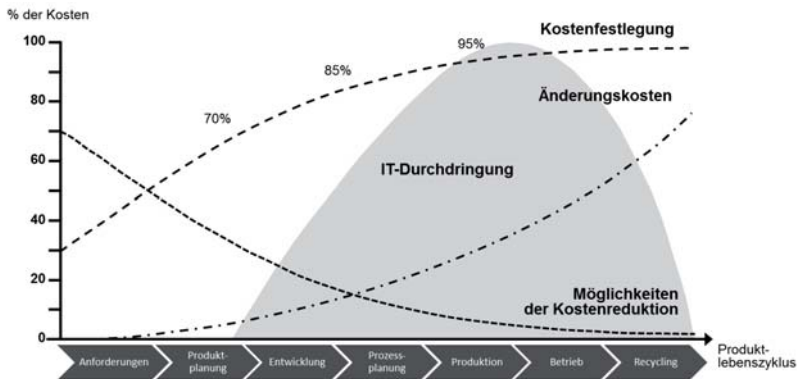 % der Kosten
100
80
60
40
20
0
70%
85%
95%
Kostenfestlegung
Änderungskosten
IT-Durchdringung
Möglichkeiten
der Kostenreduktion
Anforderungen
Produkt-
planung
Entwicklung
Prozess-
planung
Produktion
Betrieb
Recycling
Produkt-
lebenszyklus